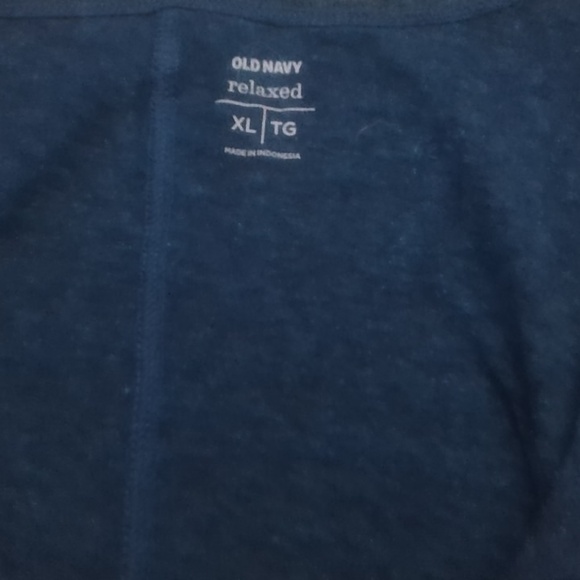 OLD NAVY
relaxed
XL | TG
MADE IN INDONESIA